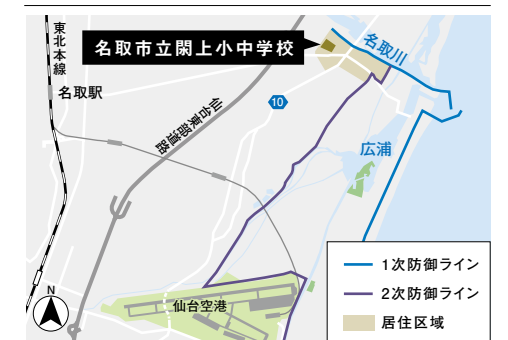 東北本線
名取市立閖上小中学校
名取川
名取駅
10
仙台東部道路
広浦
1次防御ライン
2次防御ライン
居住区域
仙台空港
N